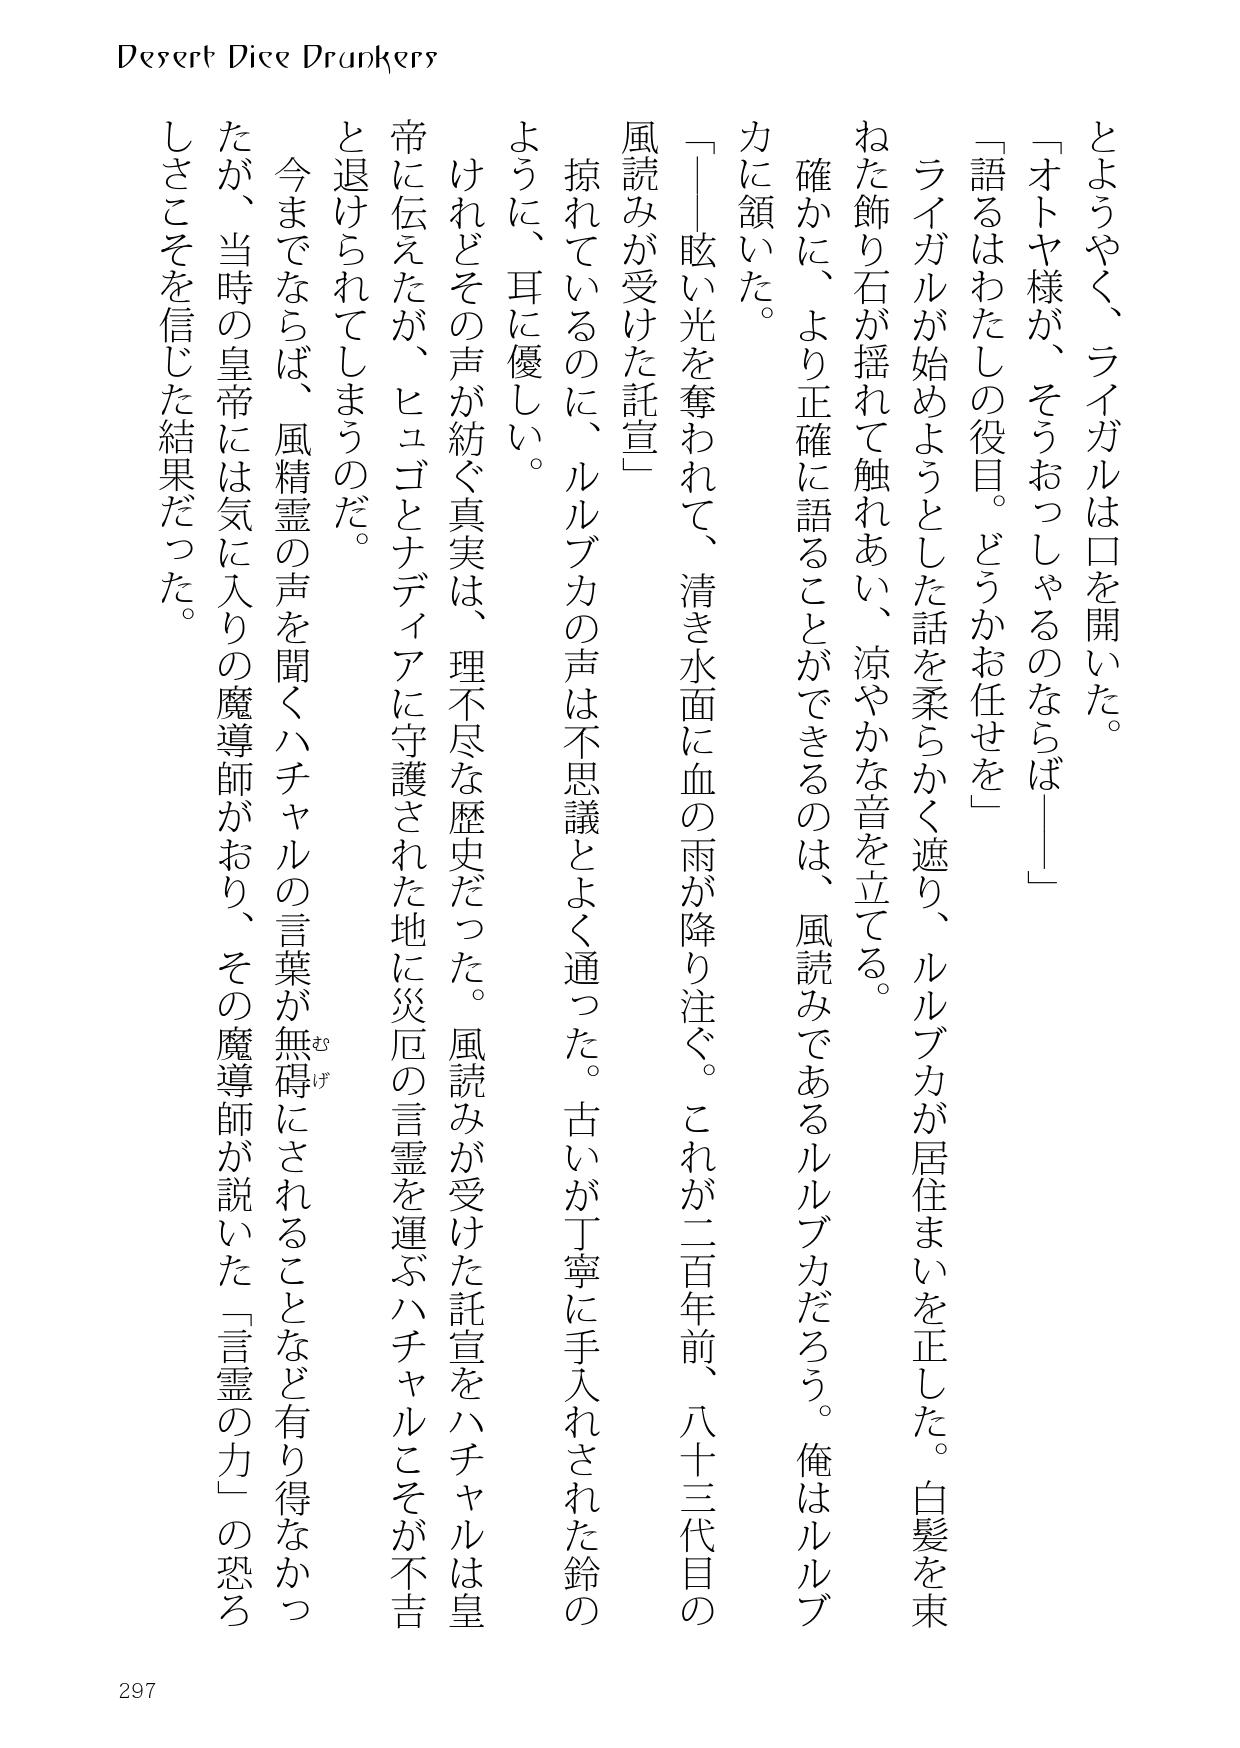 Desert Dice Drunkers
とようやく、ライガルは口を開いた。
「オトヤ様が、そうおっしゃるのならば――」
「語るはわたしの役目。どうかお任せを」
ライガルが始めようとした話を柔らかく遮り、ルルブカが居住まいを正した。白髪を束
ねた飾り石が揺れて触れあい、涼やかな音を立てる。
確かに、より正確に語ることができるのは、風読みであるルルブカだろう。俺はルルブ
カに頷いた。
「――眩い光を奪われて、清き水面に血の雨が降り注ぐ。これが二百年前、八十三代目の
風読みが受けた託宣」
掠れているのに、ルルブカの声は不思議とよく通った。古いが丁寧に手入れされた鈴の
ように、耳に優しい。
けれどその声が紡ぐ真実は、理不尽な歴史だった。風読みが受けた託宣をハチャルは皇
帝に伝えたが、ヒュゴとナディアに守護された地に災厄の言霊を運ぶハチャルこそが不吉
と退けられてしまうのだ。
今までならば、風精霊の声を聞くハチャルの言葉が無碍にされることなど有り得なかっ
むげ
たが、当時の皇帝には気に入りの魔導師がおり、その魔導師が説いた「言霊の力」の恐ろ
しさこそを信じた結果だった。
297